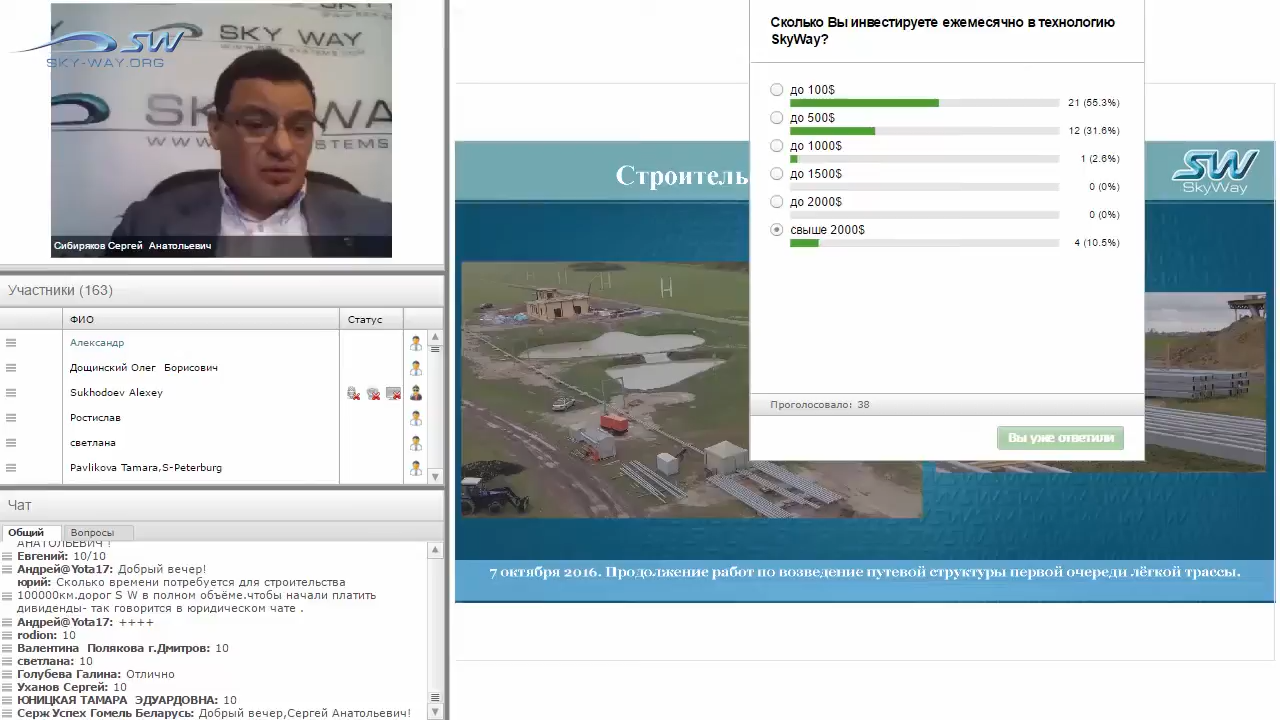 SW
SKY-WAY.ORG
SKY WAY
SKY WA
Сибиряков Сергей Анатольевич
Участники (163)
ФИО
Статус
Александр
Дощинский Олег Борисович
Sukhodoev Alexey
Ростислав
светлана
Pavlikova Tamara,S-Peterburg
Чат
Общий
Вопросы
АНАТОЛЬЕВИЧ !
Евгений: 10/10
Андрей@Yota17: Добрый вечер!
юрий: Сколько времени потребуется для строительства
100000км.дорог S W в полном объёме.чтобы начали платить
дивиденды- так говорится в юридическом чате .
Андрей@Yota17: ++++
rodion: 10
Валентина Полякова г.Дмитров: 10
светлана: 10
Голубева Галина: Отлично
Уханов Сергей: 10
ЮНИЦКАЯ ТАМАРА ЭДУАРДОВНА: 10
Серж Успех Гомель Беларусь: Добрый вечер,Сергей Анатольевич!
Сколько Вы инвестируете ежемесячно в технологию
SkyWay?
до 100$
21 (55.3%)
до 500$
12 (31.6%)
до 1000$
1 (2.6%)
до 1500$
0 (0%)
до 2000$
0 (0%)
свыше 2000$
4 (10.5%)
Проголосовало: 38
Вы уже ответили
Строитель
SW
SkyWay
7 октября 2016. Продолжение работ по возведение путевой структуры первой очереди лёгкой трассы.